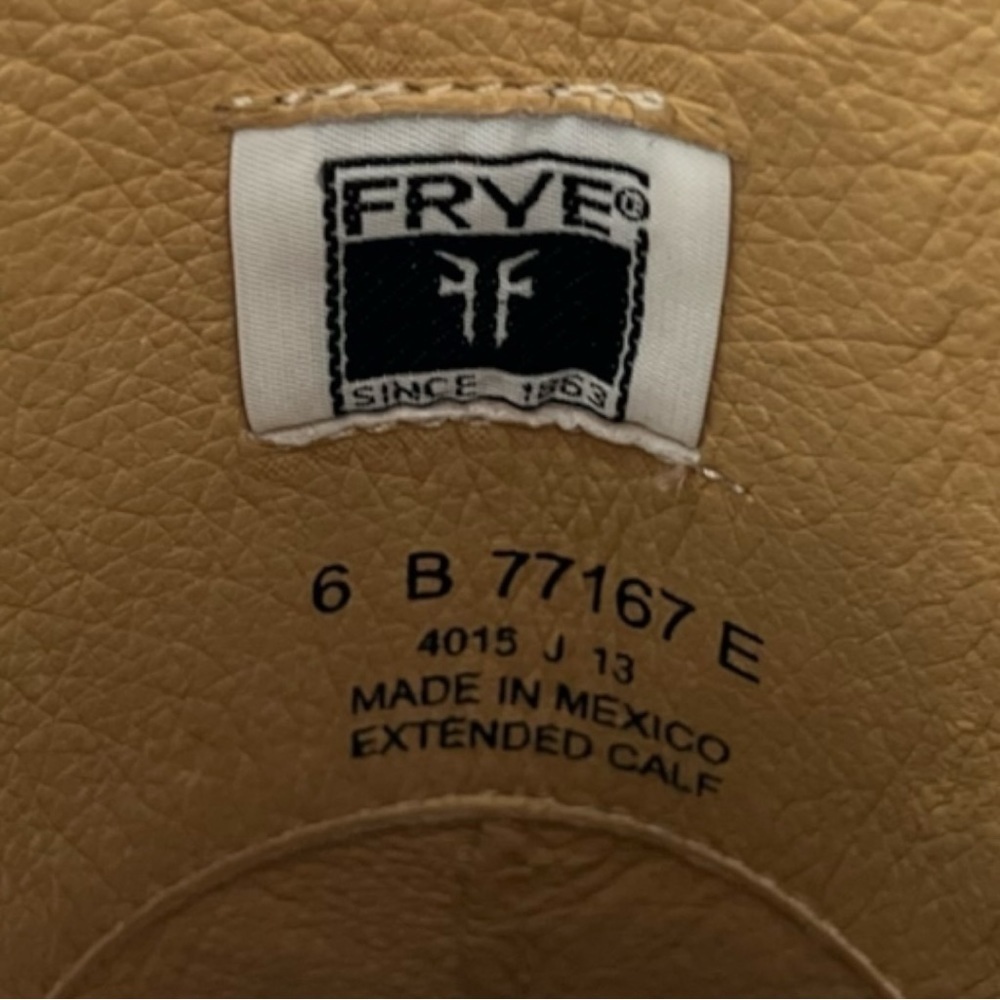 FRYE®
SINCE 1863
6 B 77167 E
4015 J 13
MADE IN MEXICO
EXTENDED CALF